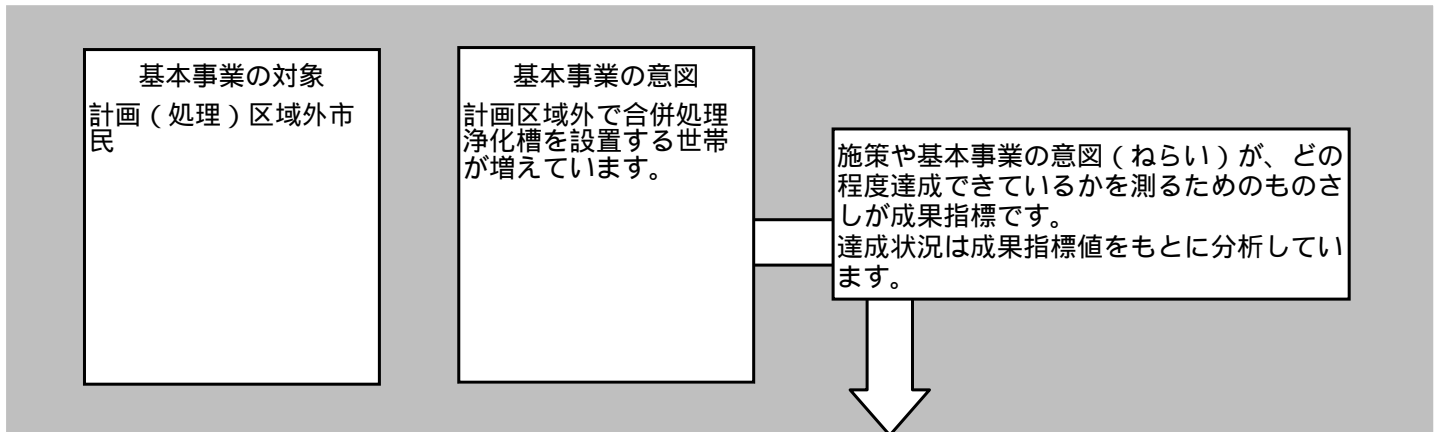 基本事業の対象
計画(処理)区域外市
民
基本事業の意図
計画区域外で合併処理
浄化槽を設置する世帯
が増えています。
施策や基本事業の意図(ねらい)が、どの
程度達成できているかを測るためのものさ
しが成果指標です。
達成状況は成果指標値をもとに分析してい
ます。